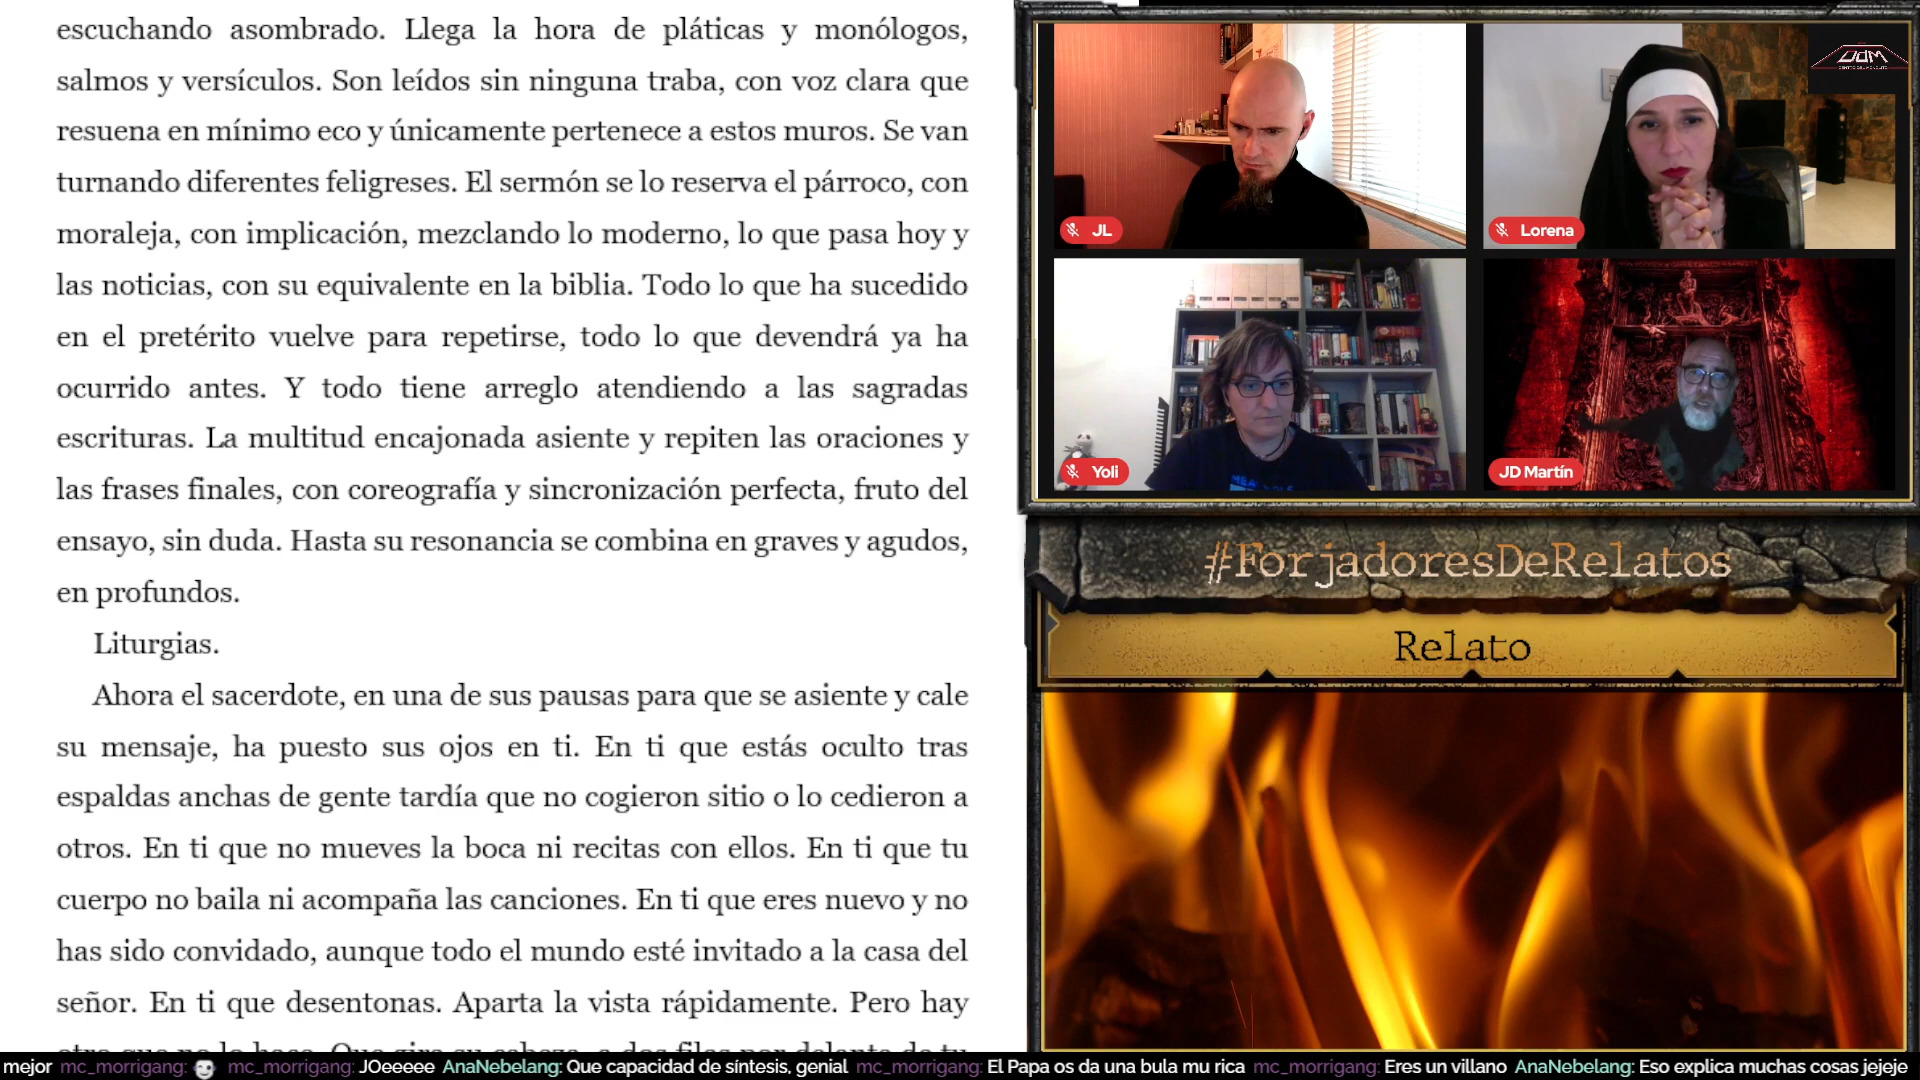 escuchando asombrado. Llega la hora de pláticas y monólogos,
salmos y versículos. Son leídos sin ninguna traba, con voz clara que
resuena en mínimo eco y únicamente pertenece a estos muros. Se van
turnando diferentes feligreses. El sermón se lo reserva el párroco, con
moraleja, con implicación, mezclando lo moderno, lo que pasa hoy y
las noticias, con su equivalente en la biblia. Todo lo que ha sucedido
en el pretérito vuelve para repetirse, todo lo que devendrá ya ha
ocurrido antes. Y todo tiene arreglo atendiendo a las sagradas
escrituras. La multitud encajonada asiente y repiten las oraciones y
las frases finales, con coreografía y sincronización perfecta, fruto del
ensayo, sin duda. Hasta su resonancia se combina en graves y agudos,
en profundos.
Liturgias.
Ahora el sacerdote, en una de sus pausas para que se asiente y cale
su mensaje, ha puesto sus ojos en ti. En ti que estás oculto tras
espaldas anchas de gente tardía que no cogieron sitio o lo cedieron a
otros. En ti que no mueves la boca ni recitas con ellos. En ti que tu
cuerpo no baila ni acompaña las canciones. En ti que eres nuevo y no
has sido convidado, aunque todo el mundo esté invitado a la casa del
señor. En ti que desentonas. Aparta la vista rápidamente. Pero hay
JL
Lorena
Yoli
JD Martín
#ForjadoresDeRelatos
Relato
mejor mc_morrigang: mc_morrigang: JOeeeee AnaNebelang: Que capacidad de síntesis, genial mc_morrigang: El Papa os da una bula mu rica mc_morrigang: Eres un villano AnaNebelang: Eso explica muchas cosas jejeje